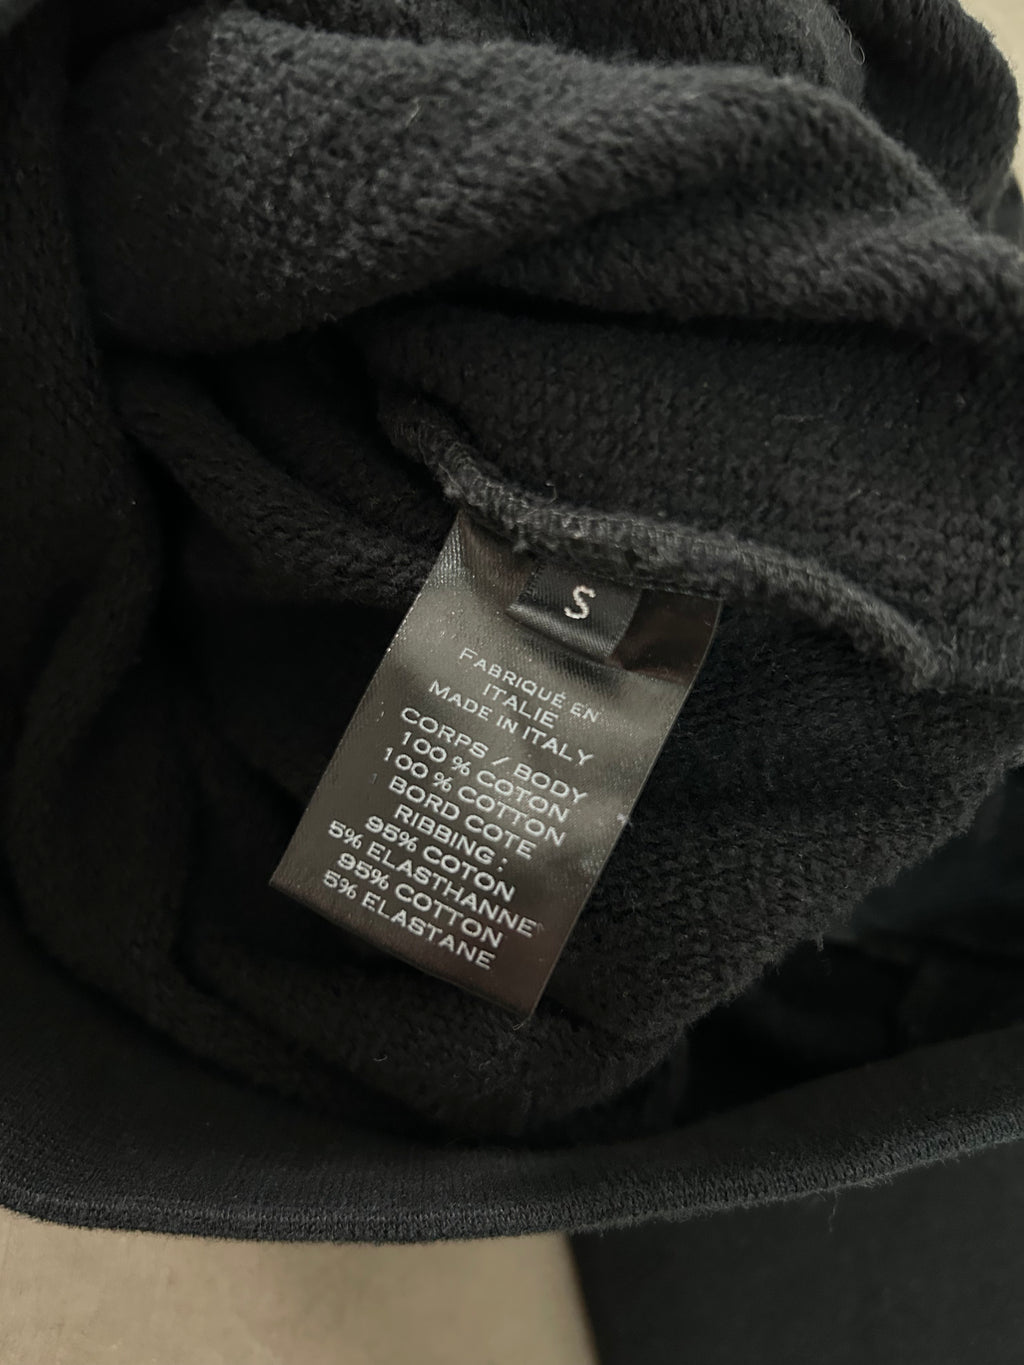 S
FABRIQUÉ EN
ITALIE
MADE IN ITALY
CORPS / BODY
100 % COTON
100 % COTTON
BORD COTE
RIBBING :
95% COTON
5% ELASTHANNE
95% COTTON
5% ELASTANE